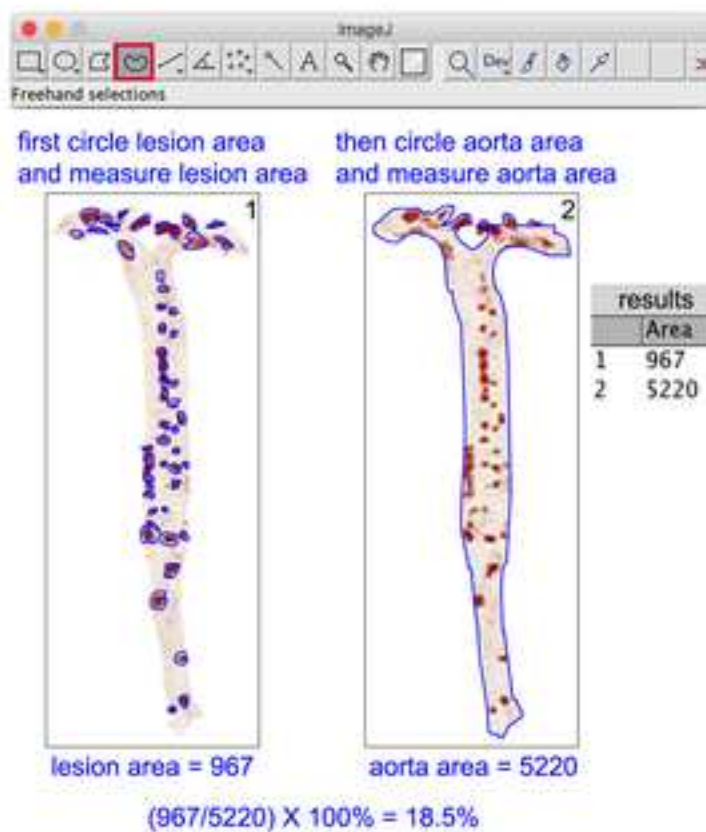 ImageJ
A
Dev
Freehand selections
first circle lesion area
and measure lesion area
then circle aorta area
and measure aorta area
1
2
results
Area
1 967
2 5220
lesion area = 967
aorta area = 5220
(967/5220) X 100% = 18.5%